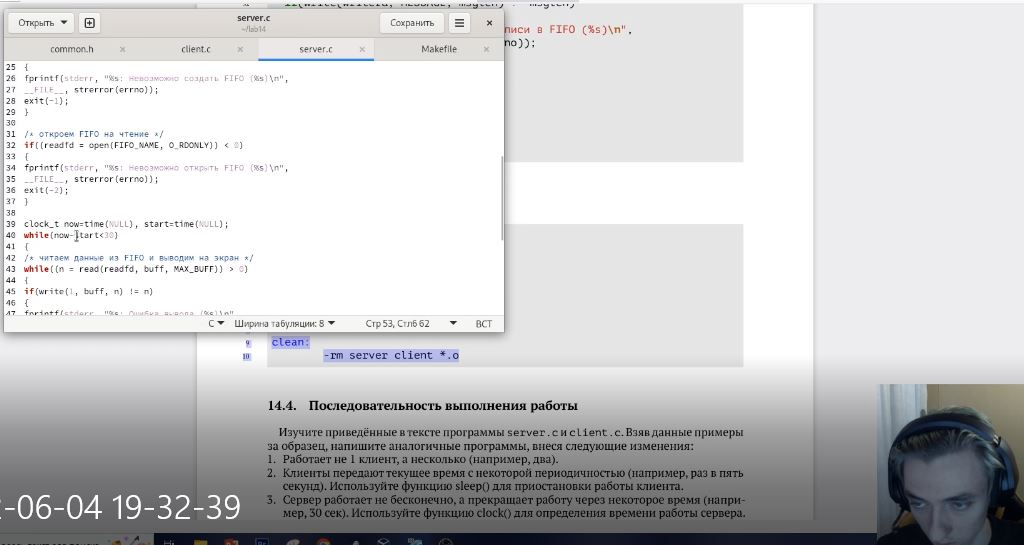 Открыть
server.c
~/lab14
Сохранить
common.h
client.c
server.c
Makefile
25 {
26 fprintf(stderr, "%s: Невозможно создать FIFO (%s)\n",
27 __FILE__, strerror(errno));
28 exit(-1);
29 }
30
31 /* откроем FIFO на чтение */
32 if((readfd = open(FIFO_NAME, O_RDONLY)) < 0)
33 {
34 fprintf(stderr, "%s: Невозможно открыть FIFO (%s)\n",
35 __FILE__, strerror(errno));
36 exit(-2);
37 }
38
39 clock_t now=time(NULL), start=time(NULL);
40 while(now-start<30)
41 {
42 /* читаем данные из FIFO и выводим на экран */
43 while((n = read(readfd, buff, MAX_BUFF)) > 0)
44 {
45 if(write(1, buff, n) != n)
46 {
47 fprintf(stderr, "%s: Ошибка вывода (%s)\n",
C
Ширина табуляции: 8
Стр 53, Стлб 62
ВСТ
писи в FIFO (%s)\n",
no));
9 clean:
10 -rm server client *.o
14.4. Последовательность выполнения работы
Изучите приведённые в тексте программы server.c и client.c. Взяв данные примеры
за образец, напишите аналогичные программы, внеся следующие изменения:
1. Работает не 1 клиент, а несколько (например, два).
2. Клиенты передают текущее время с некоторой периодичностью (например, раз в пять
секунд). Используйте функцию sleep() для приостановки работы клиента.
3. Сервер работает не бесконечно, а прекращает работу через некоторое время (напри-
мер, 30 сек). Используйте функцию clock() для определения времени работы сервера.
-06-04 19-32-39